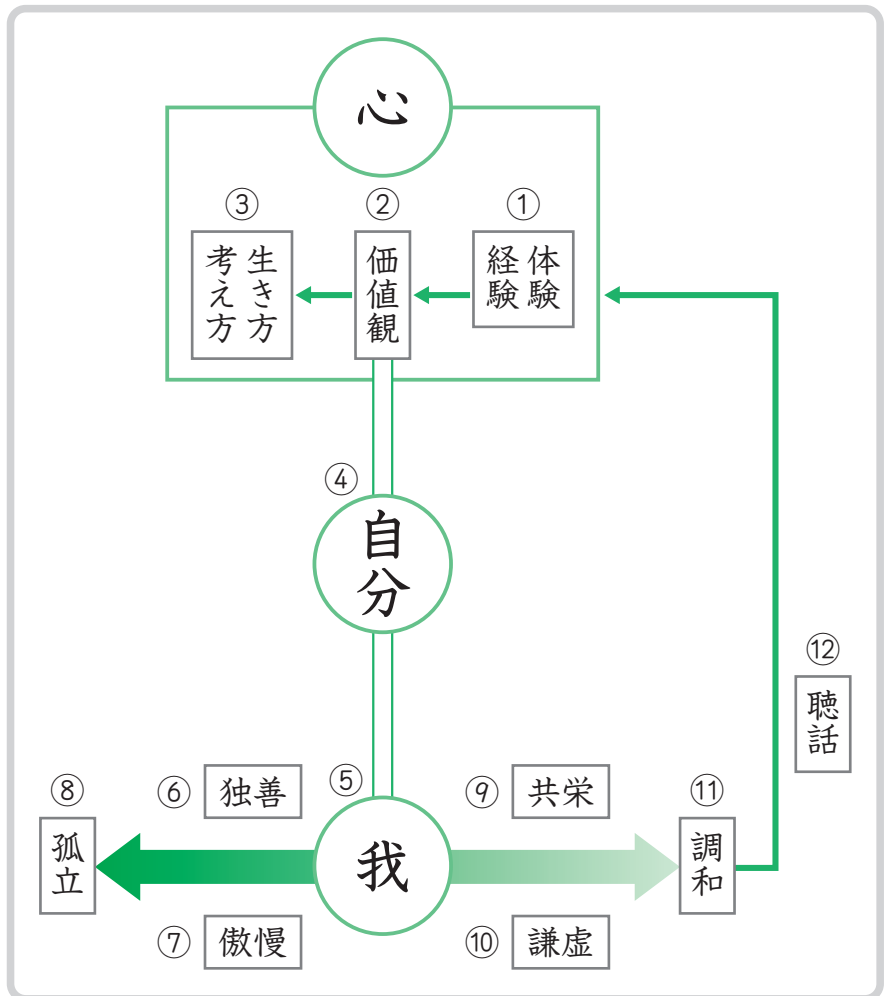 心
①
体験
経験
②
価値観
③
生き方
考え方
④
自分
⑤
我
⑥
独善
⑦
傲慢
⑧
孤立
⑨
共栄
⑩
謙虚
⑪
調和
⑫
聴話